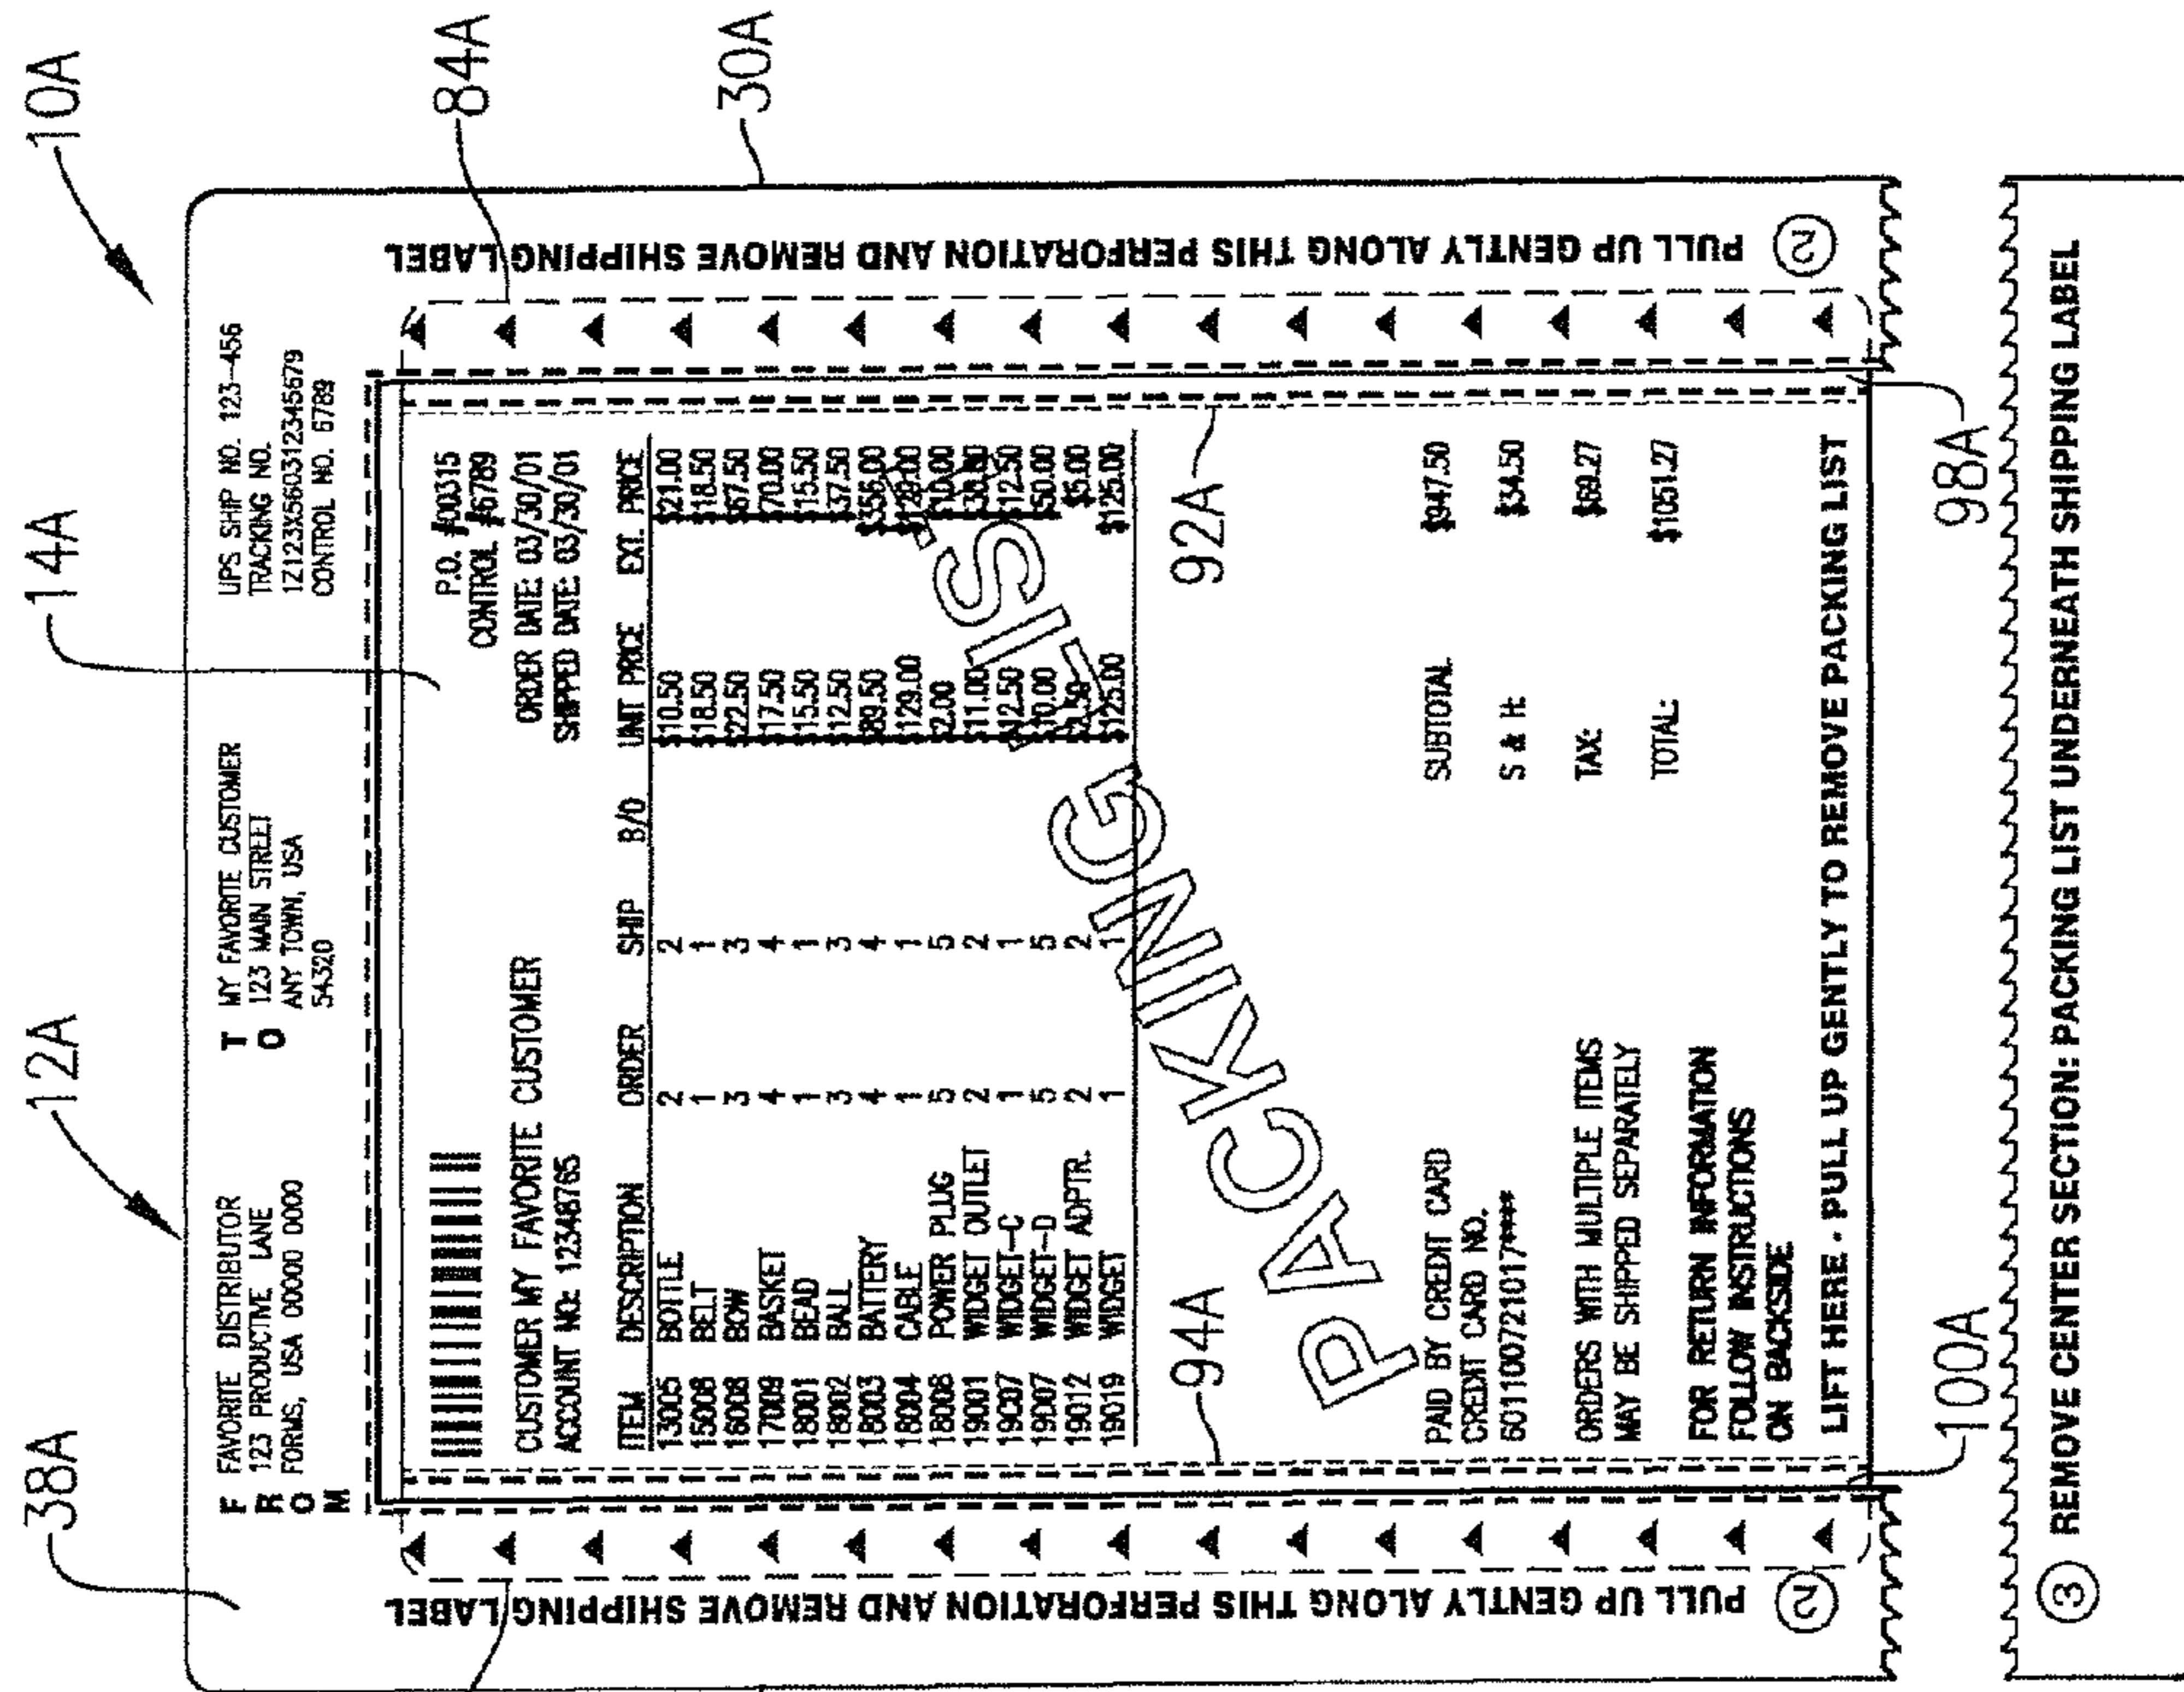 10A
14A
12A
38A
84A
30A
F R O M
FAVORITE DISTRIBUTOR
123 PRODUCTIVE LANE
FORMS, USA 00000 0000
T O
MY FAVORITE CUSTOMER
123 MAIN STREET
ANY TOWN, USA
54320
UPS SHIP NO. 123-456
TRACKING NO.
1Z123X560312345679
CONTROL NO. 6789
P.O. #00315
CONTROL #6789
CUSTOMER MY FAVORITE CUSTOMER ORDER DATE: 03/30/01
ACCOUNT NO: 12348765 SHIPPED DATE: 03/30/01
ITEM DESCRIPTION ORDER SHIP B/O UNIT PRICE EXT. PRICE
13005 BOTTLE 2 2 $10.50 $21.00
15008 BELT 1 1 $18.50 $18.50
16008 BOW 3 3 $22.50 $67.50
17009 BASKET 4 4 $17.50 $70.00
18001 BEAD 1 1 $15.50 $15.50
18002 BALL 3 3 $12.50 $37.50
18003 BATTERY 4 4 $89.50 $356.00
18004 CABLE 1 1 $129.00 $129.00
18008 POWER PLUG 5 5 $2.00 $10.00
19001 WIDGET OUTLET 2 2 $11.00
19C07 WIDGET-C 1 1 $12.50 $12.50
19D07 WIDGET-D 5 5 $10.00 $50.00
19012 WIDGET ADPTR. 2 2 $2.50 $5.00
19019 WIDGET 1 1 $125.00 $125.00
PACKING LIST
94A
92A
PAID BY CREDIT CARD SUBTOTAL $947.50
CREDIT CARD NO.
601100721017**** S & H: $34.50
ORDERS WITH MULTIPLE ITEMS TAX: $69.27
MAY BE SHIPPED SEPARATELY
TOTAL: $1051.27
FOR RETURN INFORMATION
FOLLOW INSTRUCTIONS
ON BACKSIDE
LIFT HERE - PULL UP GENTLY TO REMOVE PACKING LIST
PULL UP GENTLY ALONG THIS PERFORATION AND REMOVE SHIPPING LABEL
2
PULL UP GENTLY ALONG THIS PERFORATION AND REMOVE SHIPPING LABEL
2
100A
98A
3 REMOVE CENTER SECTION: PACKING LIST UNDERNEATH SHIPPING LABEL